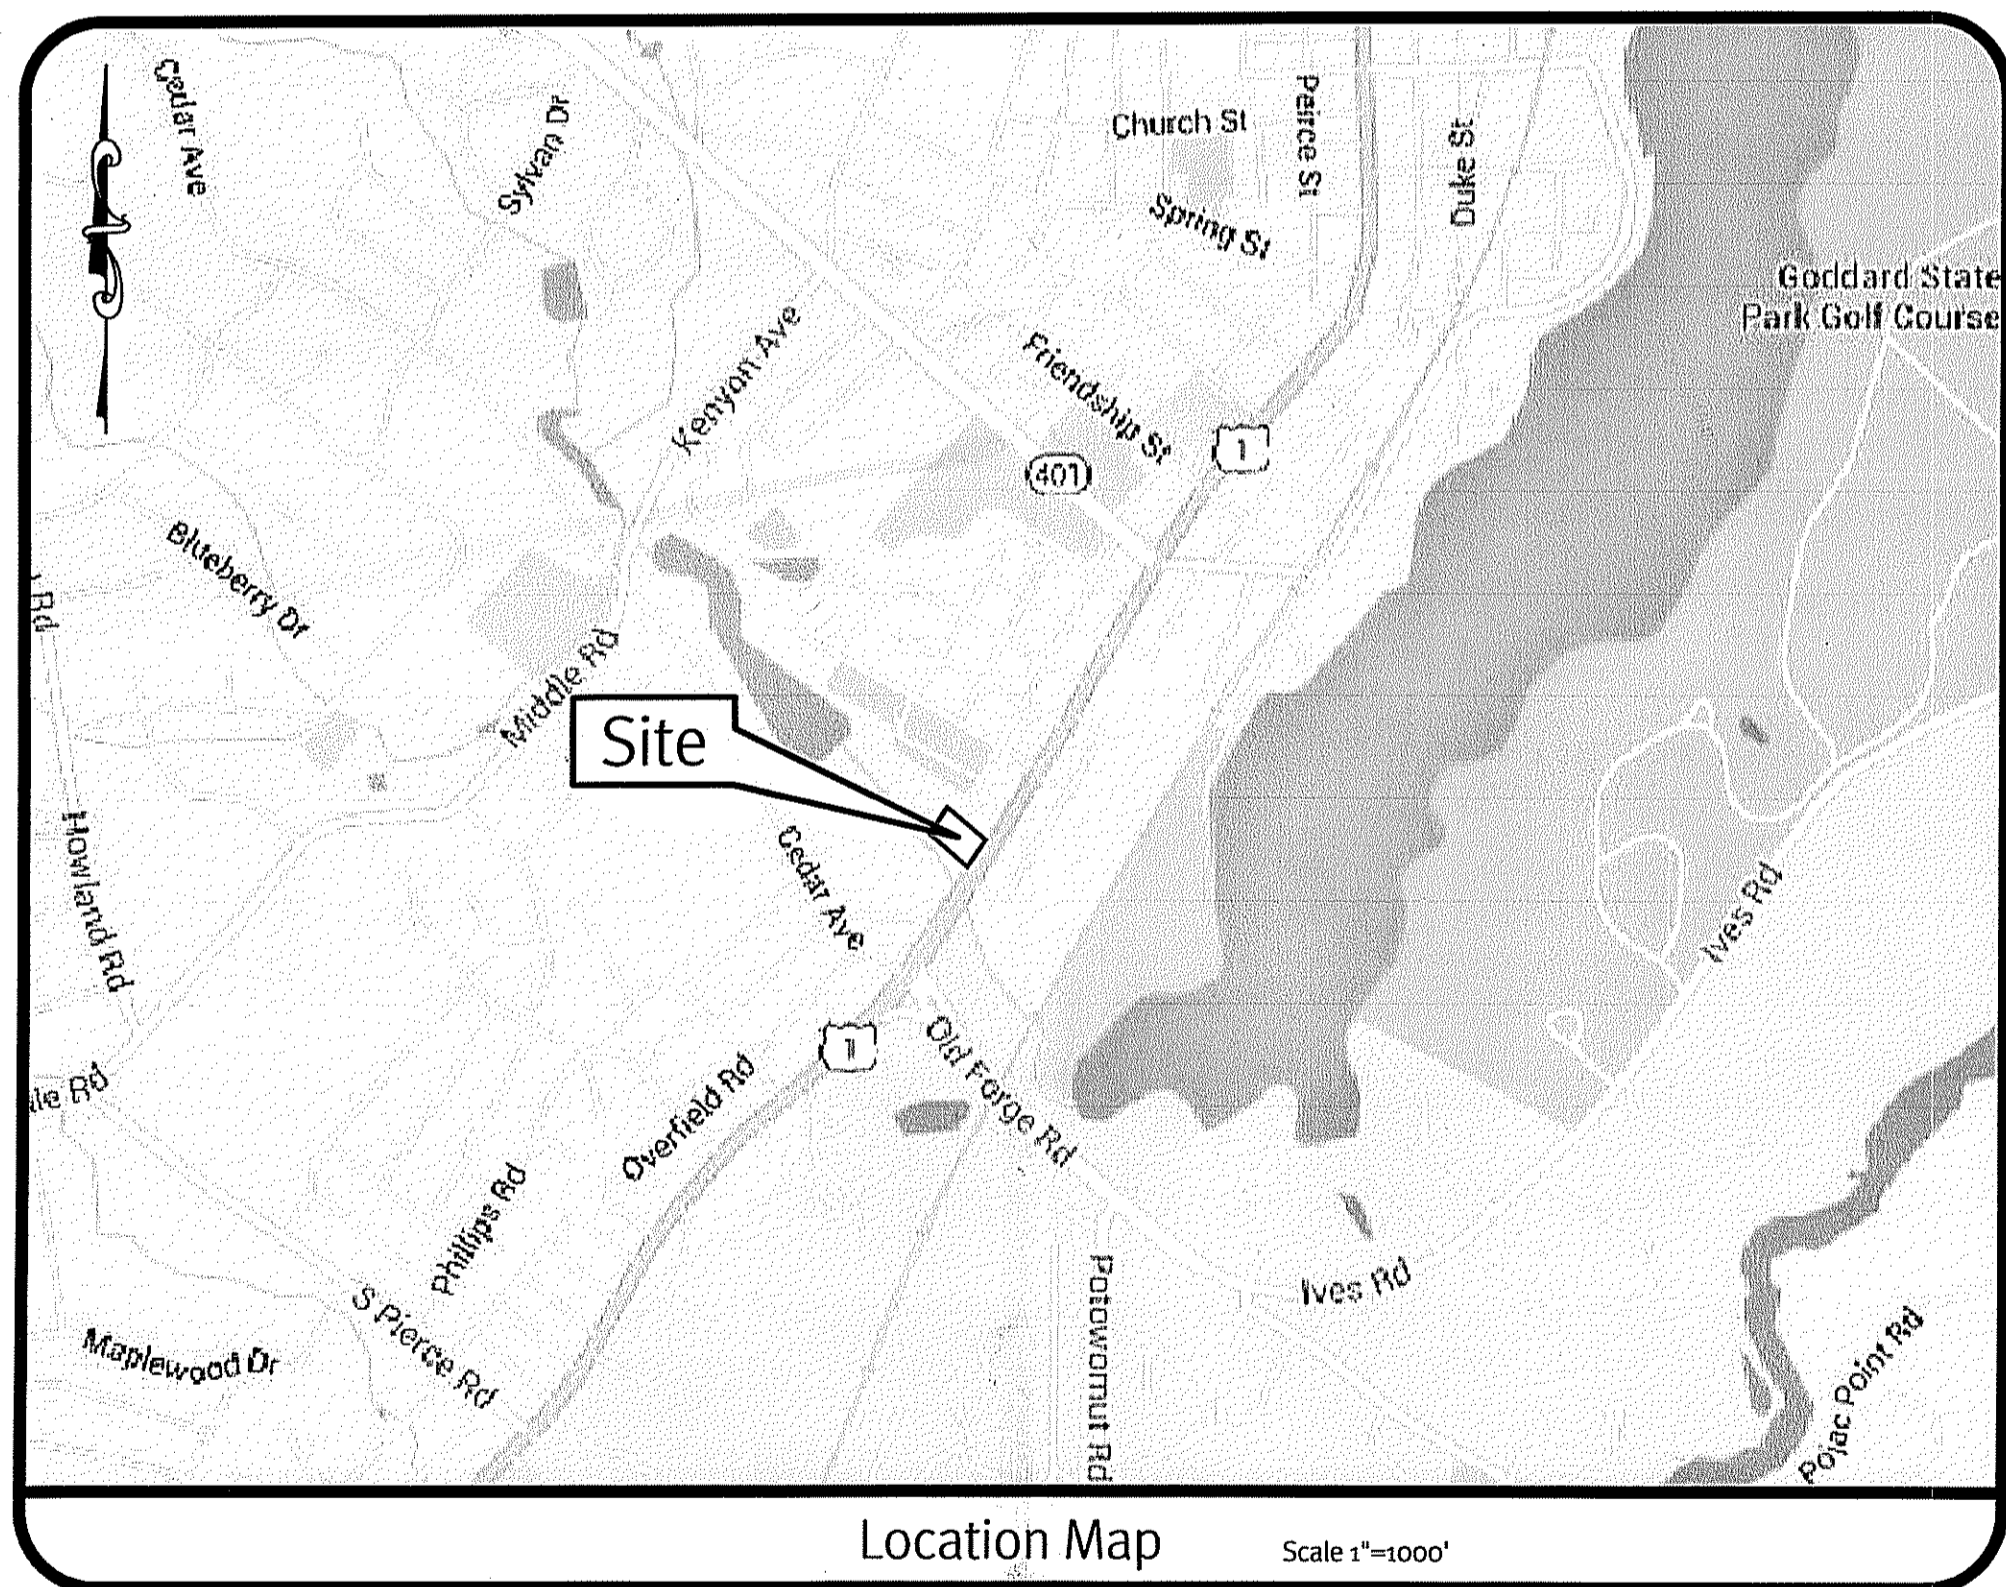 Cedar Ave
Sylvan Dr
Church St
Peirce St
Duke St
Spring St
Goddard State
Park Golf Course
Kenyon Ave
Friendship St
1
401
Blueberry Dr
Rd
Middle Rd
Site
Howland Rd
Cedar Ave
Ives Rd
1
Old Forge Rd
Overfield Rd
le Rd
Phillips Rd
S Pierce Rd
Maplewood Dr
Potowomut Rd
Ives Rd
Pojac Point Rd
Location Map
Scale 1"=1000'